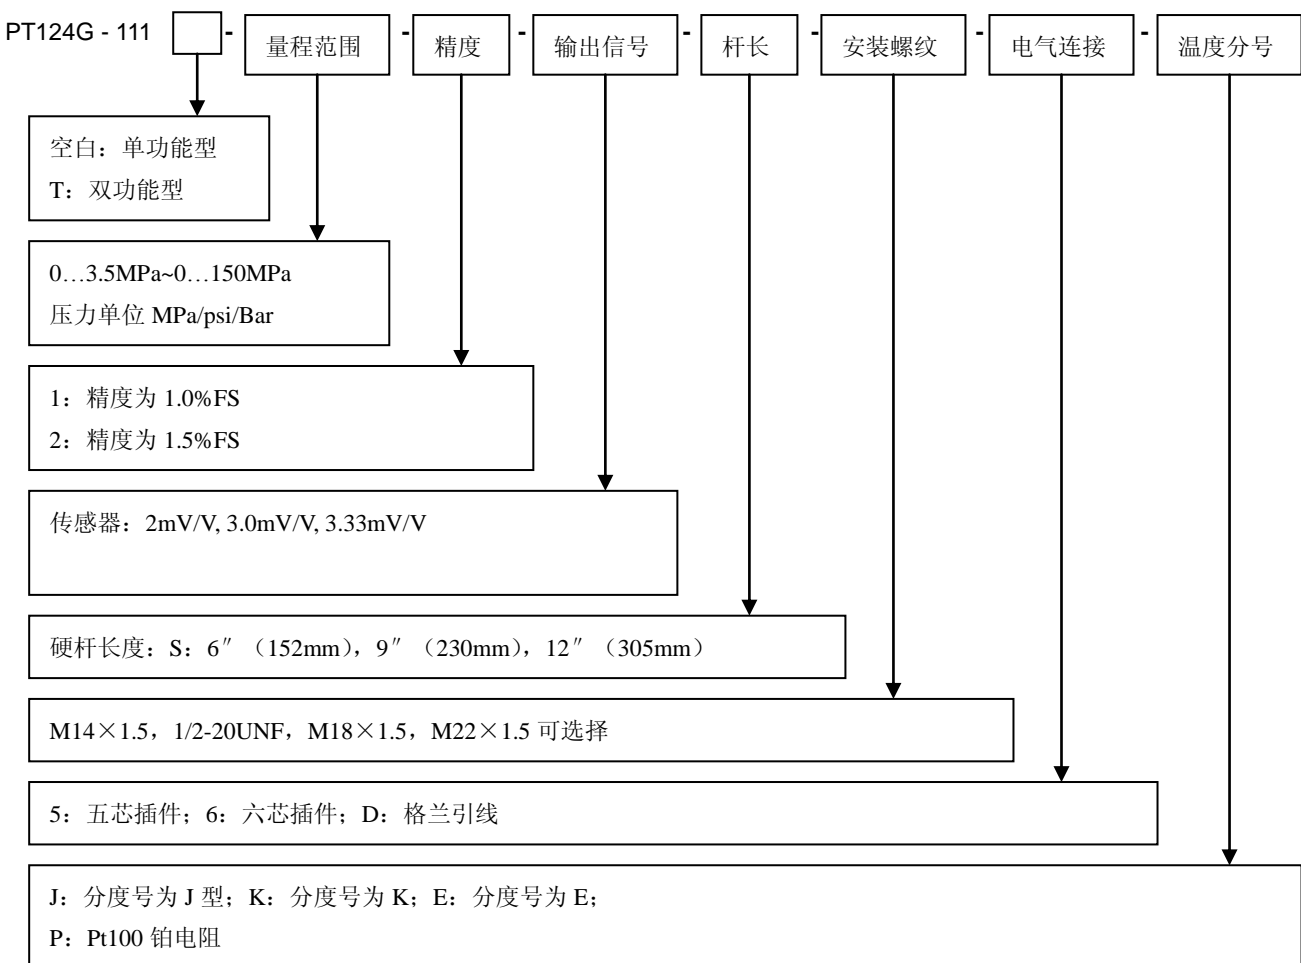 PT124G - 111 - 量程范围 - 精度 - 输出信号 - 杆长 - 安装螺纹 - 电气连接 - 温度分号
空白：单功能型
T：双功能型
0…3.5MPa~0…150MPa
压力单位 MPa/psi/Bar
1：精度为 1.0%FS
2：精度为 1.5%FS
传感器：2mV/V, 3.0mV/V, 3.33mV/V
硬杆长度：S：6″（152mm），9″（230mm），12″（305mm）
M14×1.5，1/2-20UNF，M18×1.5，M22×1.5 可选择
5：五芯插件；6：六芯插件；D：格兰引线
J：分度号为 J 型；K：分度号为 K；E：分度号为 E；
P：Pt100 铂电阻